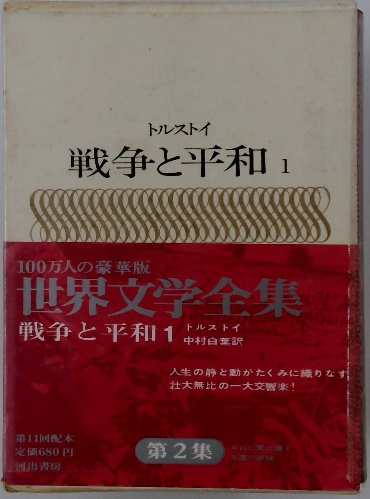 トルストイ
戦争と平和 1
100万人の豪華版
世界文学全集
戦争と平和 1 トルストイ
中村白葉訳
人生の静と動がたくみに織りなす
壮大無比の一大交響楽!
第11回配本
定価680円
河出書房
第2集